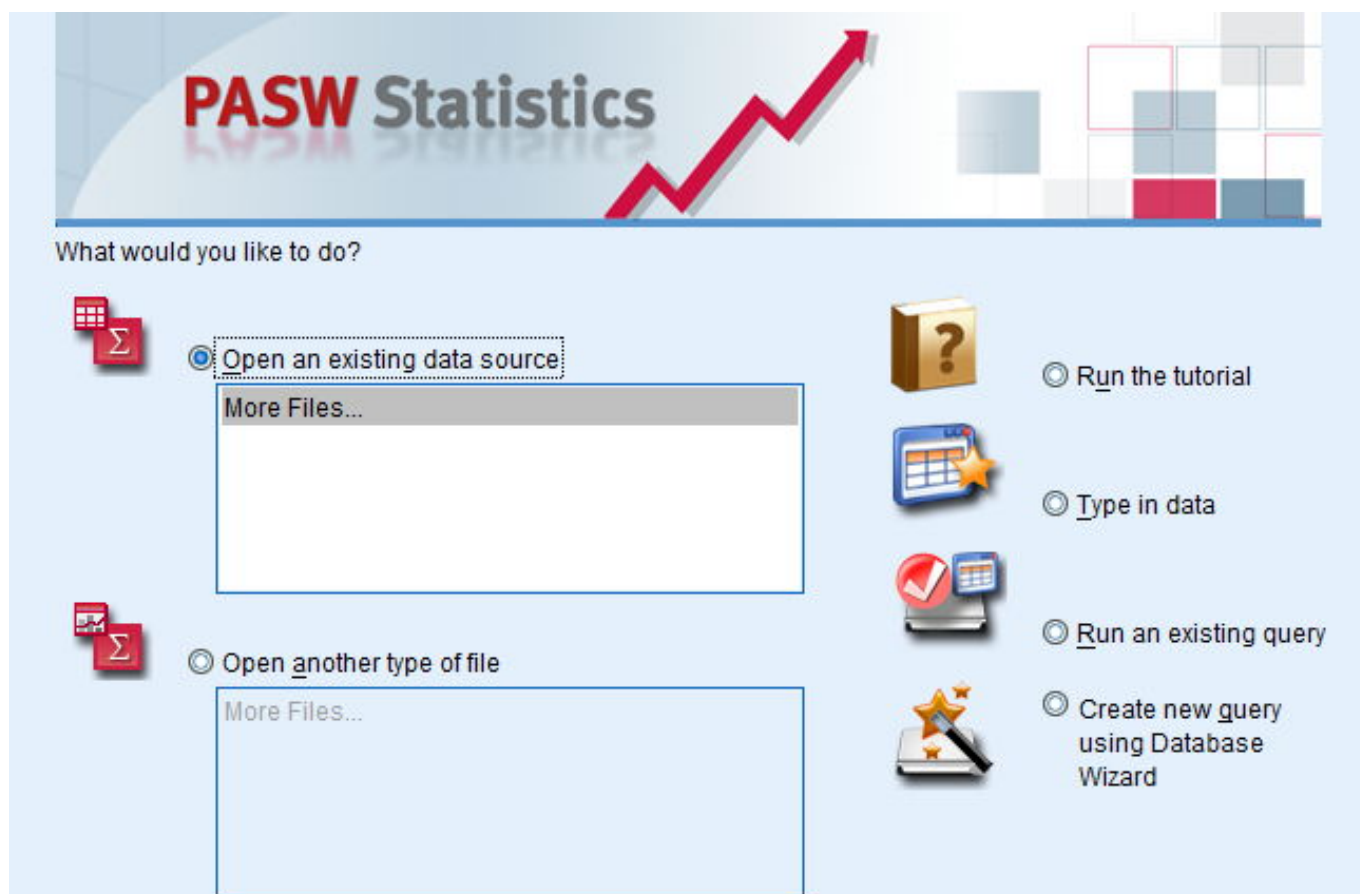 PASW Statistics
What would you like to do?
Open an existing data source
More Files...
Open another type of file
More Files...
Run the tutorial
Type in data
Run an existing query
Create new query
using Database
Wizard